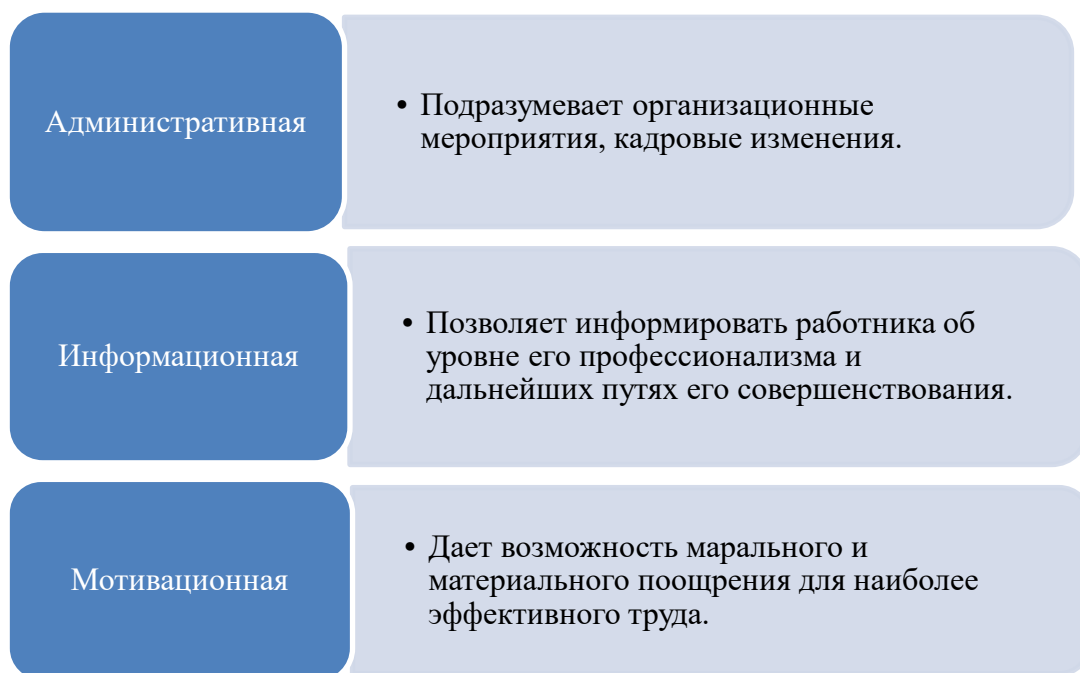 Административная
• Подразумевает организационные
мероприятия, кадровые изменения.
Информационная
• Позволяет информировать работника об
уровне его профессионализма и
дальнейших путях его совершенствования.
Мотивационная
• Дает возможность марального и
материального поощрения для наиболее
эффективного труда.